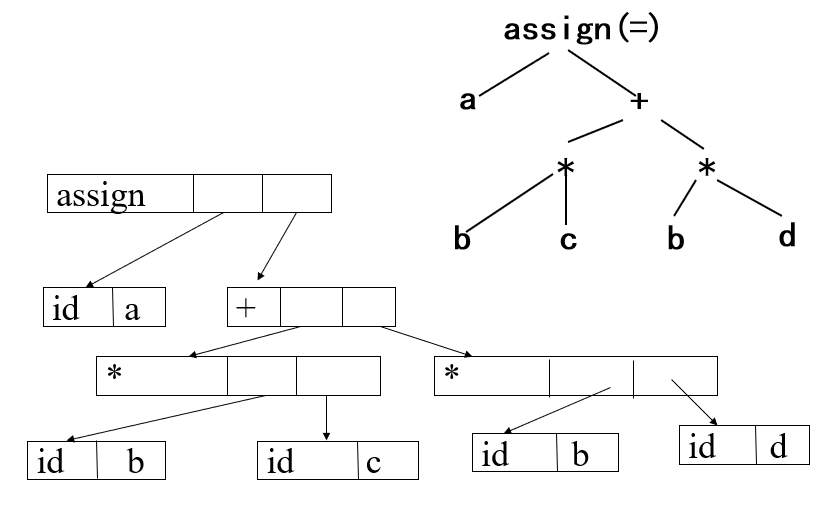 assign(=)
a
+
* *
b c b d
assign
id a
+
*
*
id b
id c
id b
id d